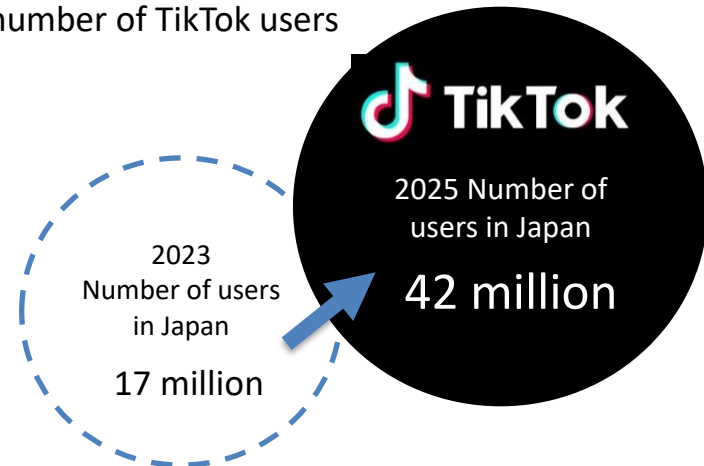 number of TikTok users
TikTok
2025 Number of
users in Japan
42 million
2023
Number of users
in Japan
17 million